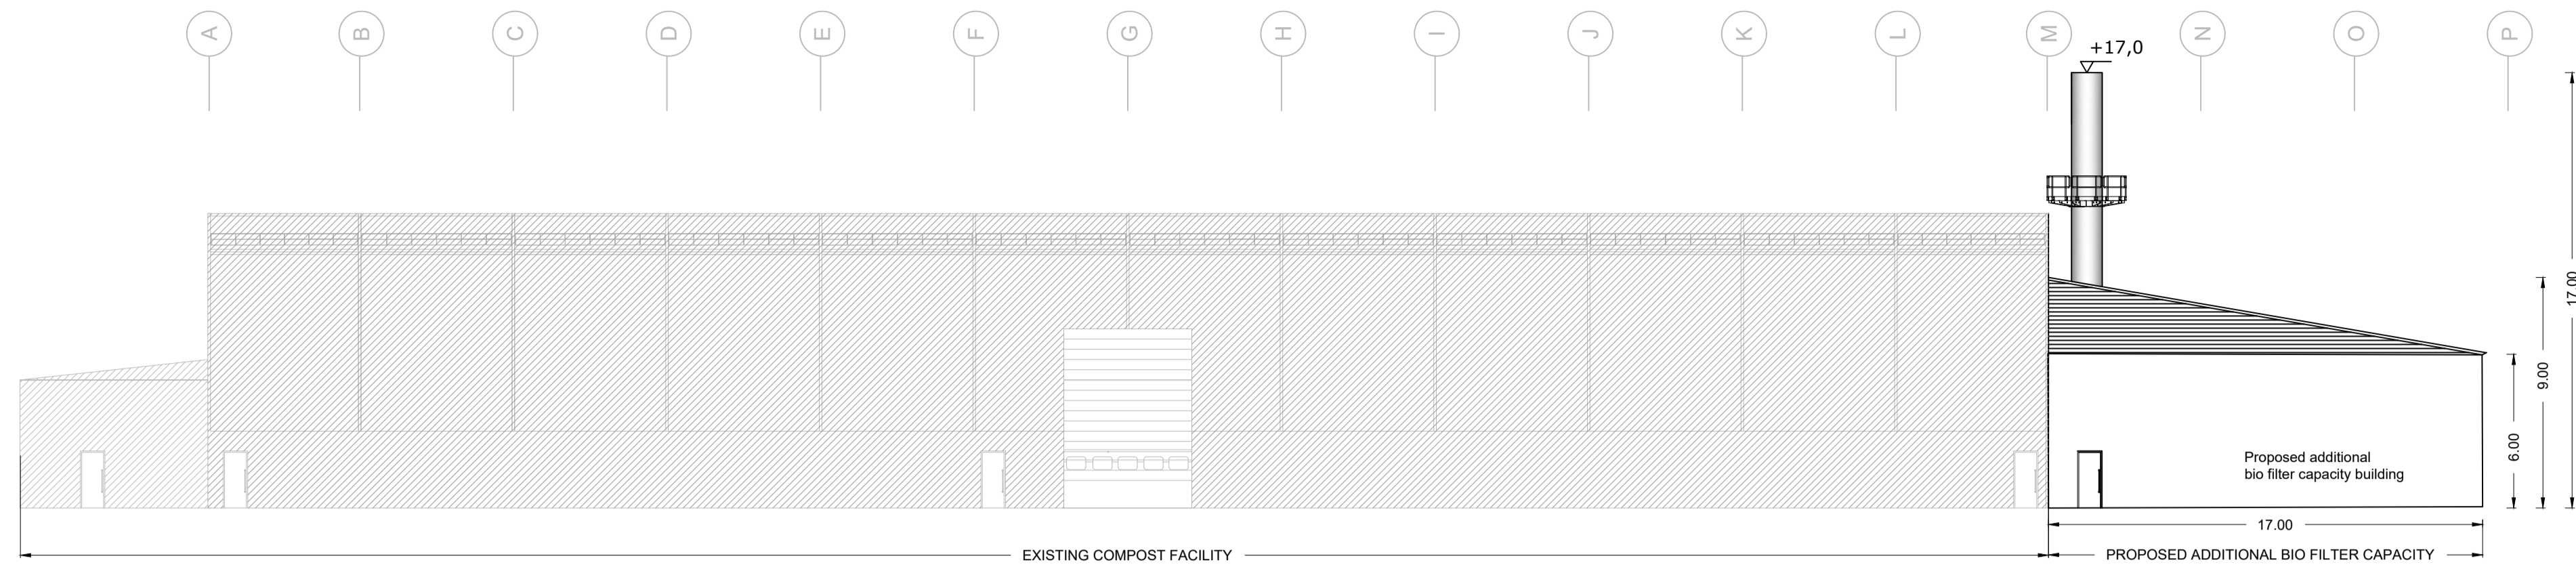 A
B
C
D
E
F
G
H
I
J
K
L
M
N
O
P
+17,0
17.00
9.00
6.00
Proposed additional
bio filter capacity building
17.00
EXISTING COMPOST FACILITY
PROPOSED ADDITIONAL BIO FILTER CAPACITY